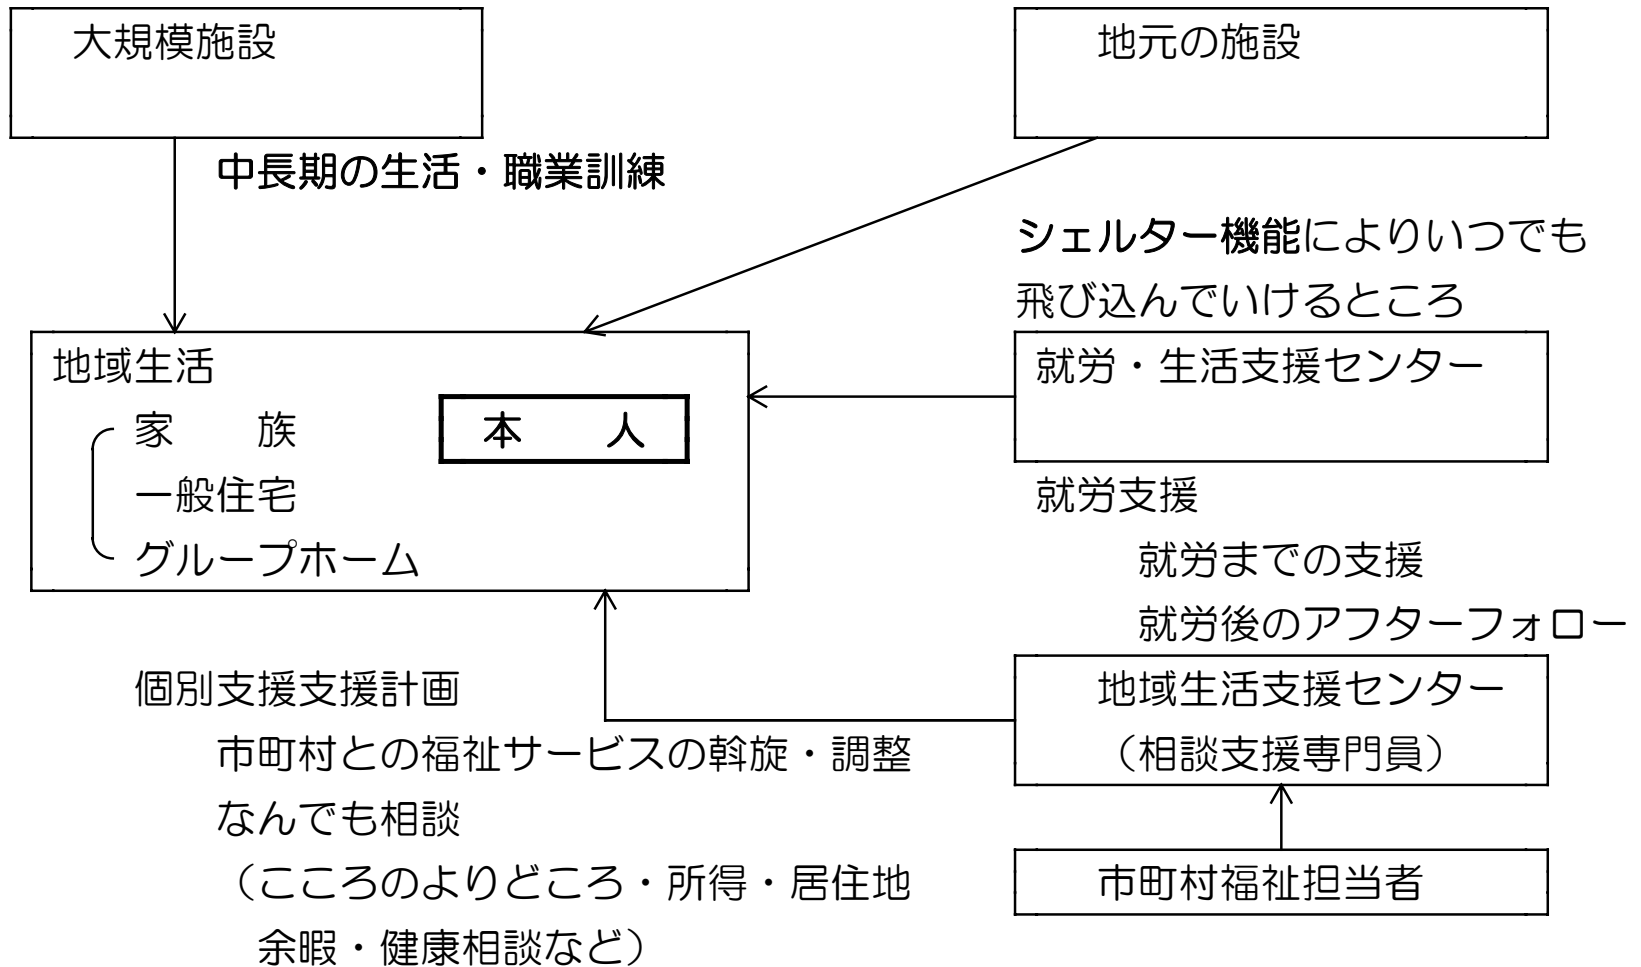 大規模施設
地元の施設
中長期の生活・職業訓練
シェルター機能によりいつでも
飛び込んでいけるところ
地域生活
家　　族
本　　人
一般住宅
グループホーム
就労・生活支援センター
就労支援
就労までの支援
就労後のアフターフォロー
個別支援支援計画
市町村との福祉サービスの斡旋・調整
なんでも相談
（こころのよりどころ・所得・居住地
余暇・健康相談など）
地域生活支援センター
（相談支援専門員）
市町村福祉担当者